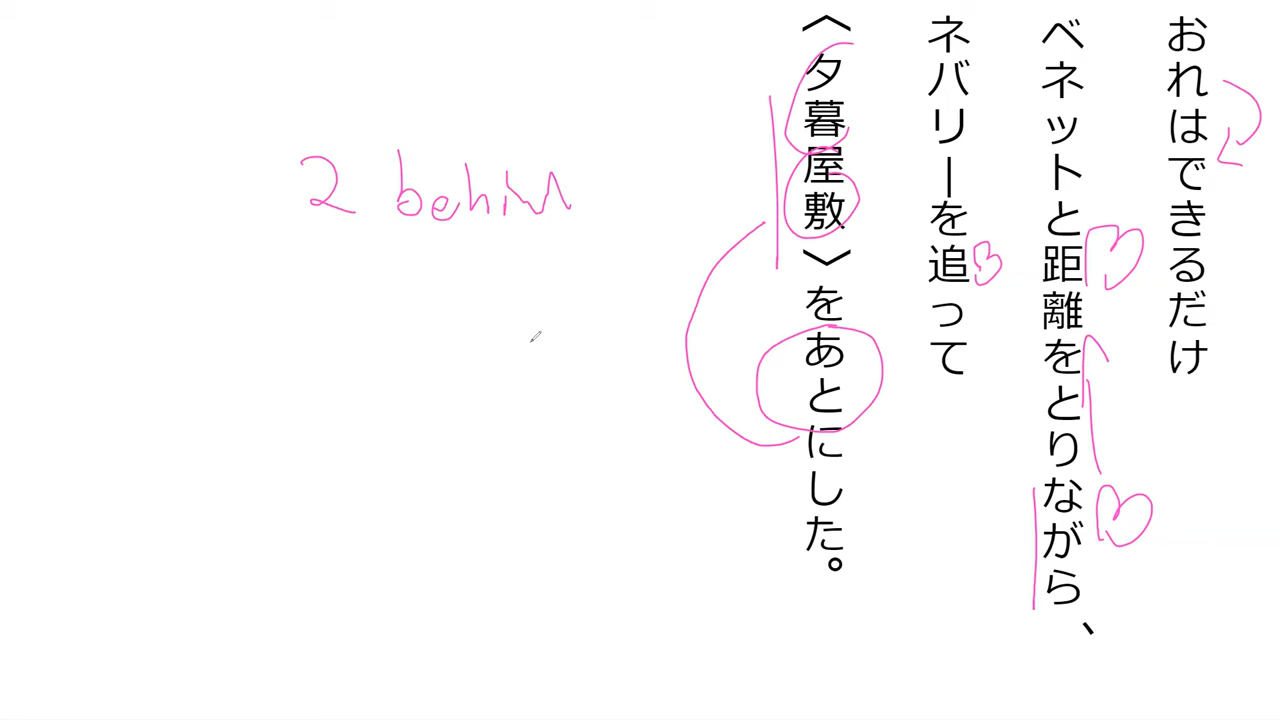 おれはできるだけ
ベネットと距離をとりながら、
ネバリーを追って
〈夕暮屋敷〉をあとにした。
2 behind